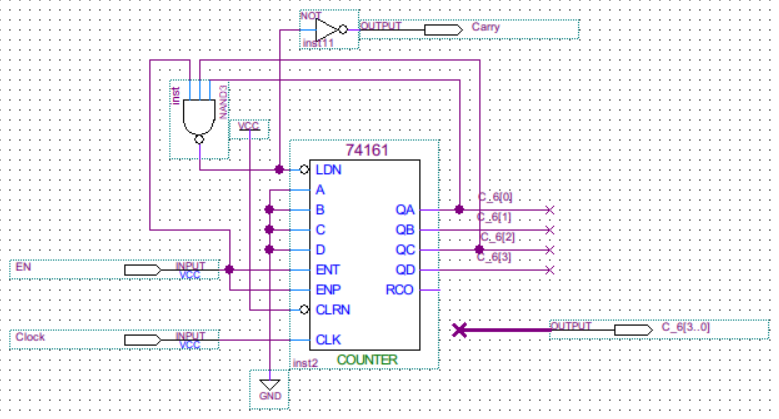 NOT
OUTPUT
Carry
inst11
inst
NAND3
VCC
74161
LDN
A
B
QA
C_6[0]
C
QB
C_6[1]
D
QC
C_6[2]
EN
INPUT
VCC
ENT
QD
C_6[3]
ENP
RCO
CLRN
Clock
INPUT
VCC
CLK
OUTPUT
C_6[3..0]
inst2
COUNTER
GND